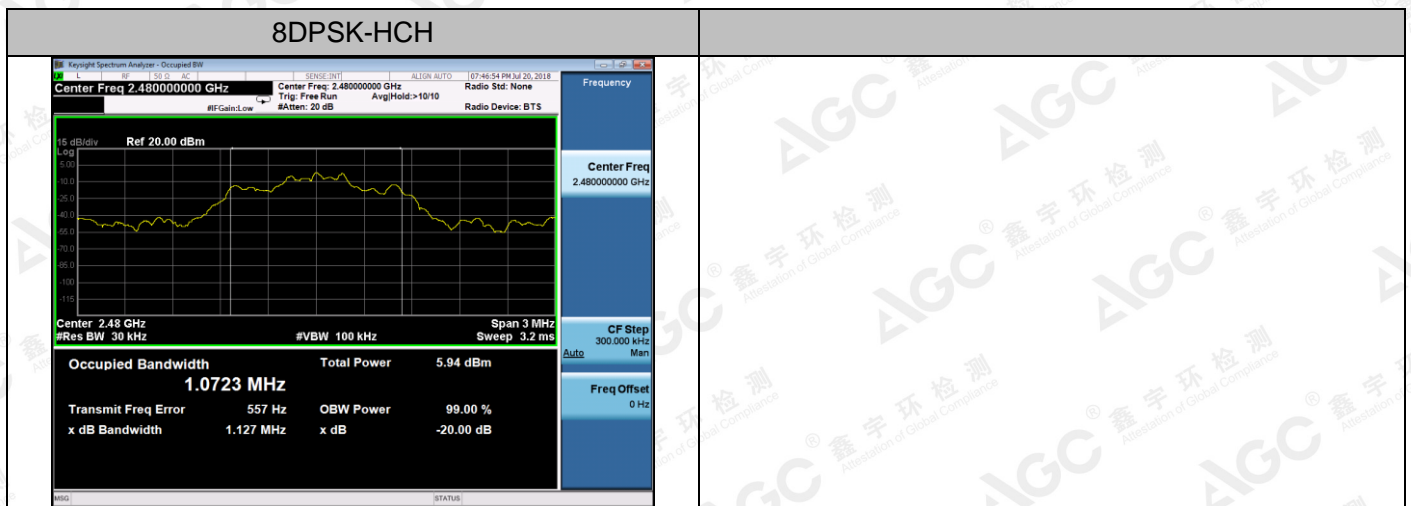 8DPSK-HCH
Keysight Spectrum Analyzer - Occupied BW
L RF 50 Ω AC SENSE:INT ALIGN AUTO 07:46:54 PM Jul 20, 2018
Center Freq 2.480000000 GHz
Center Freq: 2.480000000 GHz Radio Std: None
Trig: Free Run Avg|Hold:>10/10
#IFGain:Low #Atten: 20 dB Radio Device: BTS
15 dB/div Ref 20.00 dBm
Log
5.00
-10.0
-25.0
-40.0
-55.0
-70.0
-85.0
-100
-115
Center 2.48 GHz Span 3 MHz
#Res BW 30 kHz #VBW 100 kHz Sweep 3.2 ms
Occupied Bandwidth Total Power 5.94 dBm
1.0723 MHz
Transmit Freq Error 557 Hz OBW Power 99.00 %
x dB Bandwidth 1.127 MHz x dB -20.00 dB
MSG STATUS
Frequency
Center Freq
2.480000000 GHz
CF Step
300.000 kHz
Auto Man
Freq Offset
0 Hz
AGC
鑫宇环检测
Attestation of Global Compliance